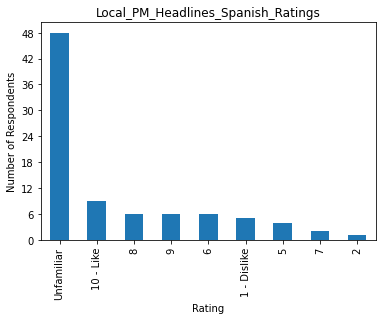 Local_PM_Headlines_Spanish_Ratings
Number of Respondents
48
42
36
30
24
18
12
6
0
Unfamiliar
10 - Like
8
9
6
1 - Dislike
5
7
2
Rating